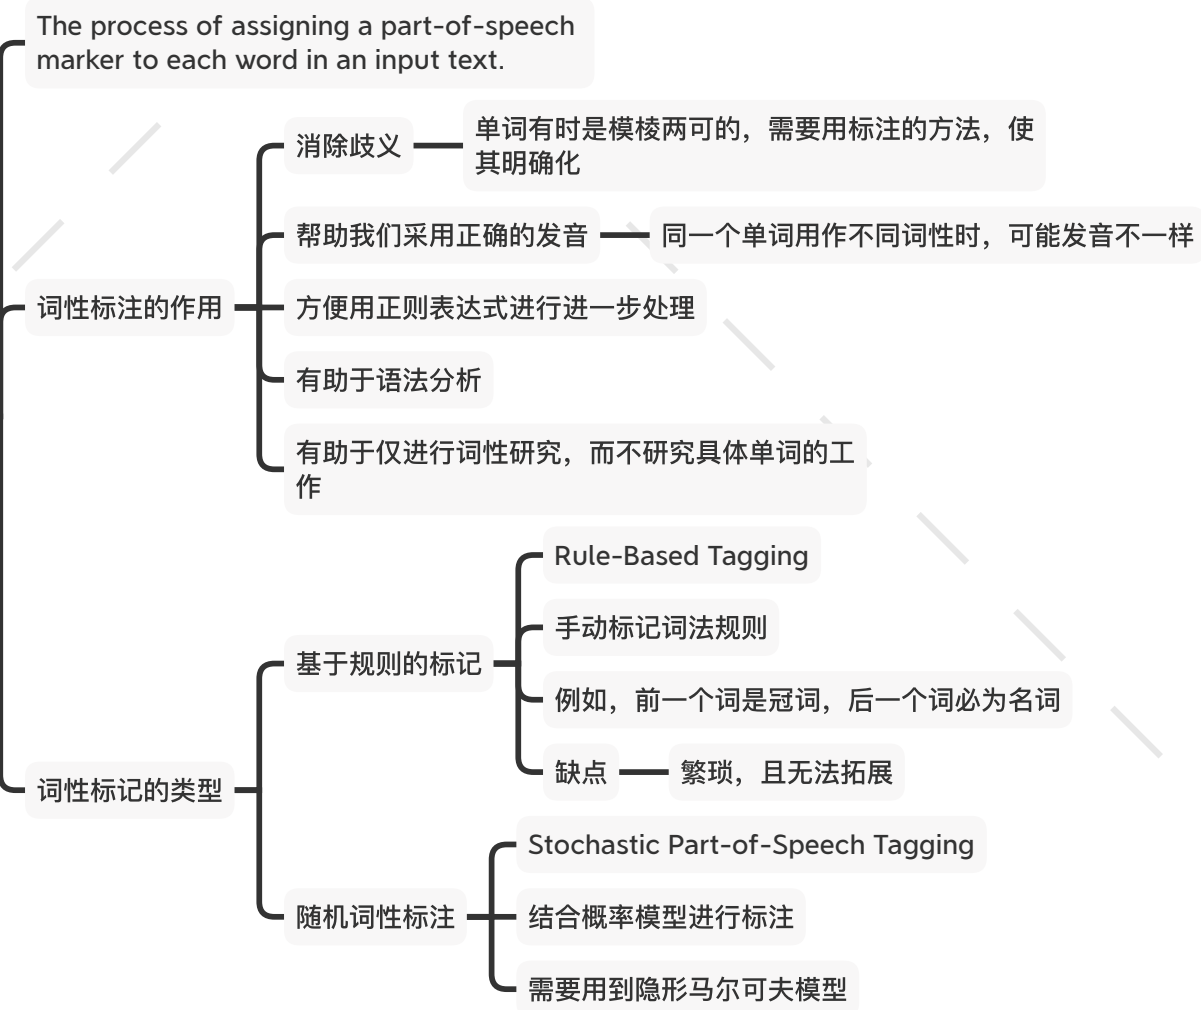 The process of assigning a part-of-speech
marker to each word in an input text.
词性标注的作用
消除歧义
单词有时是模棱两可的，需要用标注的方法，使
其明确化
帮助我们采用正确的发音
同一个单词用作不同词性时，可能发音不一样
方便用正则表达式进行进一步处理
有助于语法分析
有助于仅进行词性研究，而不研究具体单词的工
作
词性标记的类型
基于规则的标记
Rule-Based Tagging
手动标记词法规则
例如，前一个词是冠词，后一个词必为名词
缺点
繁琐，且无法拓展
随机词性标注
Stochastic Part-of-Speech Tagging
结合概率模型进行标注
需要用到隐形马尔可夫模型